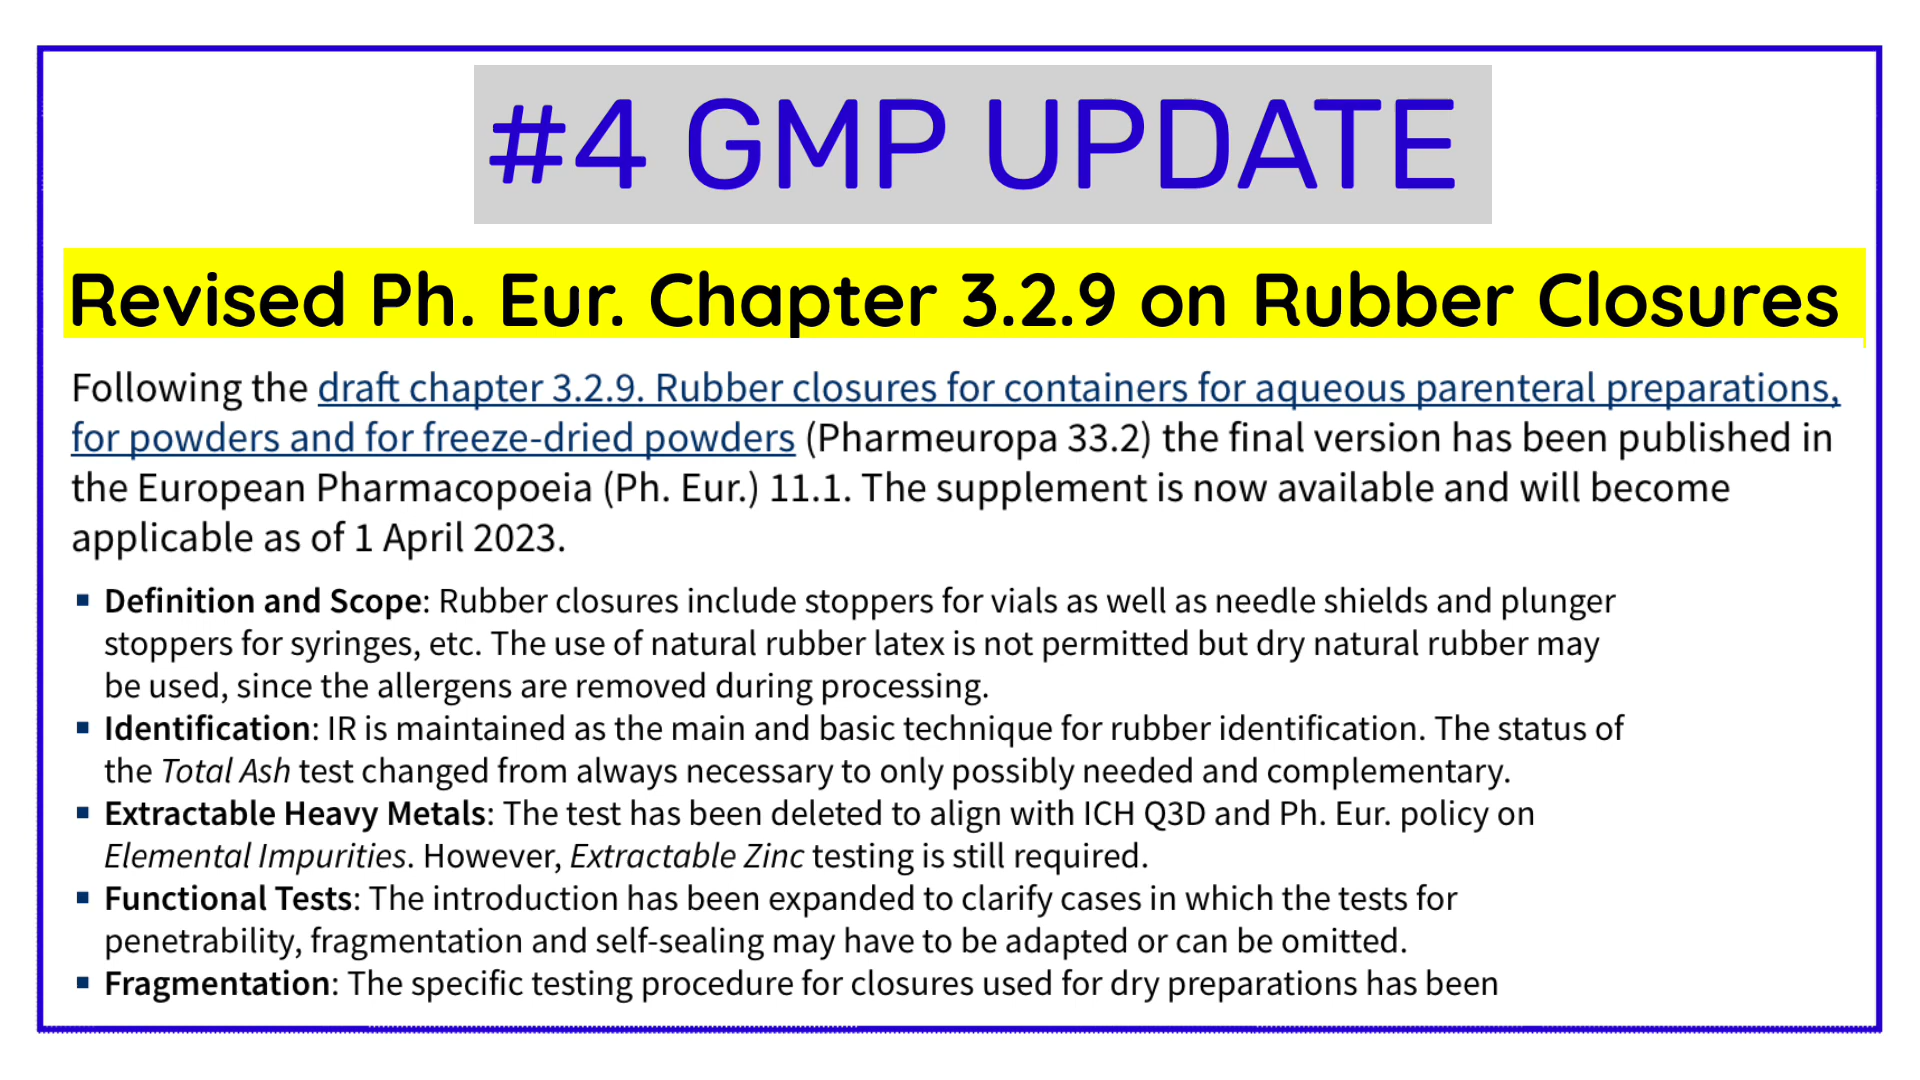 #4 GMP UPDATE
Revised Ph. Eur. Chapter 3.2.9 on Rubber Closures
Following the draft chapter 3.2.9. Rubber closures for containers for aqueous parenteral preparations,
for powders and for freeze-dried powders (Pharmeuropa 33.2) the final version has been published in
the European Pharmacopoeia (Ph. Eur.) 11.1. The supplement is now available and will become
applicable as of 1 April 2023.
▪ Definition and Scope: Rubber closures include stoppers for vials as well as needle shields and plunger
stoppers for syringes, etc. The use of natural rubber latex is not permitted but dry natural rubber may
be used, since the allergens are removed during processing.
▪ Identification: IR is maintained as the main and basic technique for rubber identification. The status of
the Total Ash test changed from always necessary to only possibly needed and complementary.
▪ Extractable Heavy Metals: The test has been deleted to align with ICH Q3D and Ph. Eur. policy on
Elemental Impurities. However, Extractable Zinc testing is still required.
▪ Functional Tests: The introduction has been expanded to clarify cases in which the tests for
penetrability, fragmentation and self-sealing may have to be adapted or can be omitted.
▪ Fragmentation: The specific testing procedure for closures used for dry preparations has been